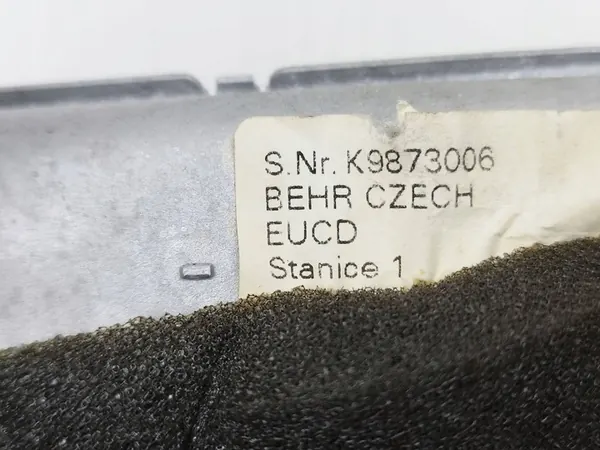 S.Nr. K9873006
BEHR CZECH
EUCD
Stanice 1